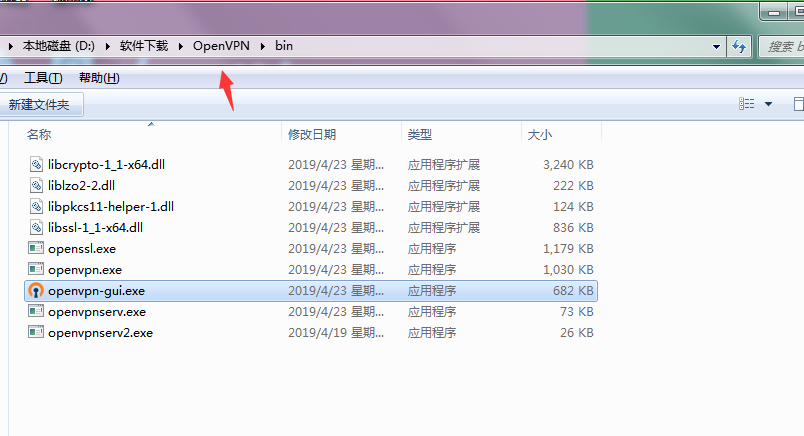 本地磁盘 (D:) 软件下载 OpenVPN bin 搜索 b
V) 工具(T) 帮助(H)
新建文件夹
名称 修改日期 类型 大小
libcrypto-1_1-x64.dll 2019/4/23 星期... 应用程序扩展 3,240 KB
liblzo2-2.dll 2019/4/23 星期... 应用程序扩展 222 KB
libpkcs11-helper-1.dll 2019/4/23 星期... 应用程序扩展 124 KB
libssl-1_1-x64.dll 2019/4/23 星期... 应用程序扩展 836 KB
openssl.exe 2019/4/23 星期... 应用程序 1,179 KB
openvpn.exe 2019/4/23 星期... 应用程序 1,030 KB
openvpn-gui.exe 2019/4/23 星期... 应用程序 682 KB
openvpnserv.exe 2019/4/23 星期... 应用程序 73 KB
openvpnserv2.exe 2019/4/19 星期... 应用程序 26 KB